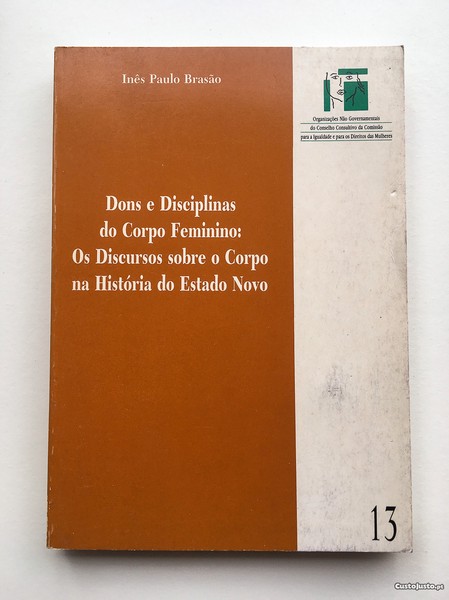 Inês Paulo Brasão
Organizações Não Governamentais
do Conselho Consultivo da Comissão
para a Igualdade e para os Direitos das Mulheres
Dons e Disciplinas
do Corpo Feminino:
Os Discursos sobre o Corpo
na História do Estado Novo
13
CustoJusto.pt